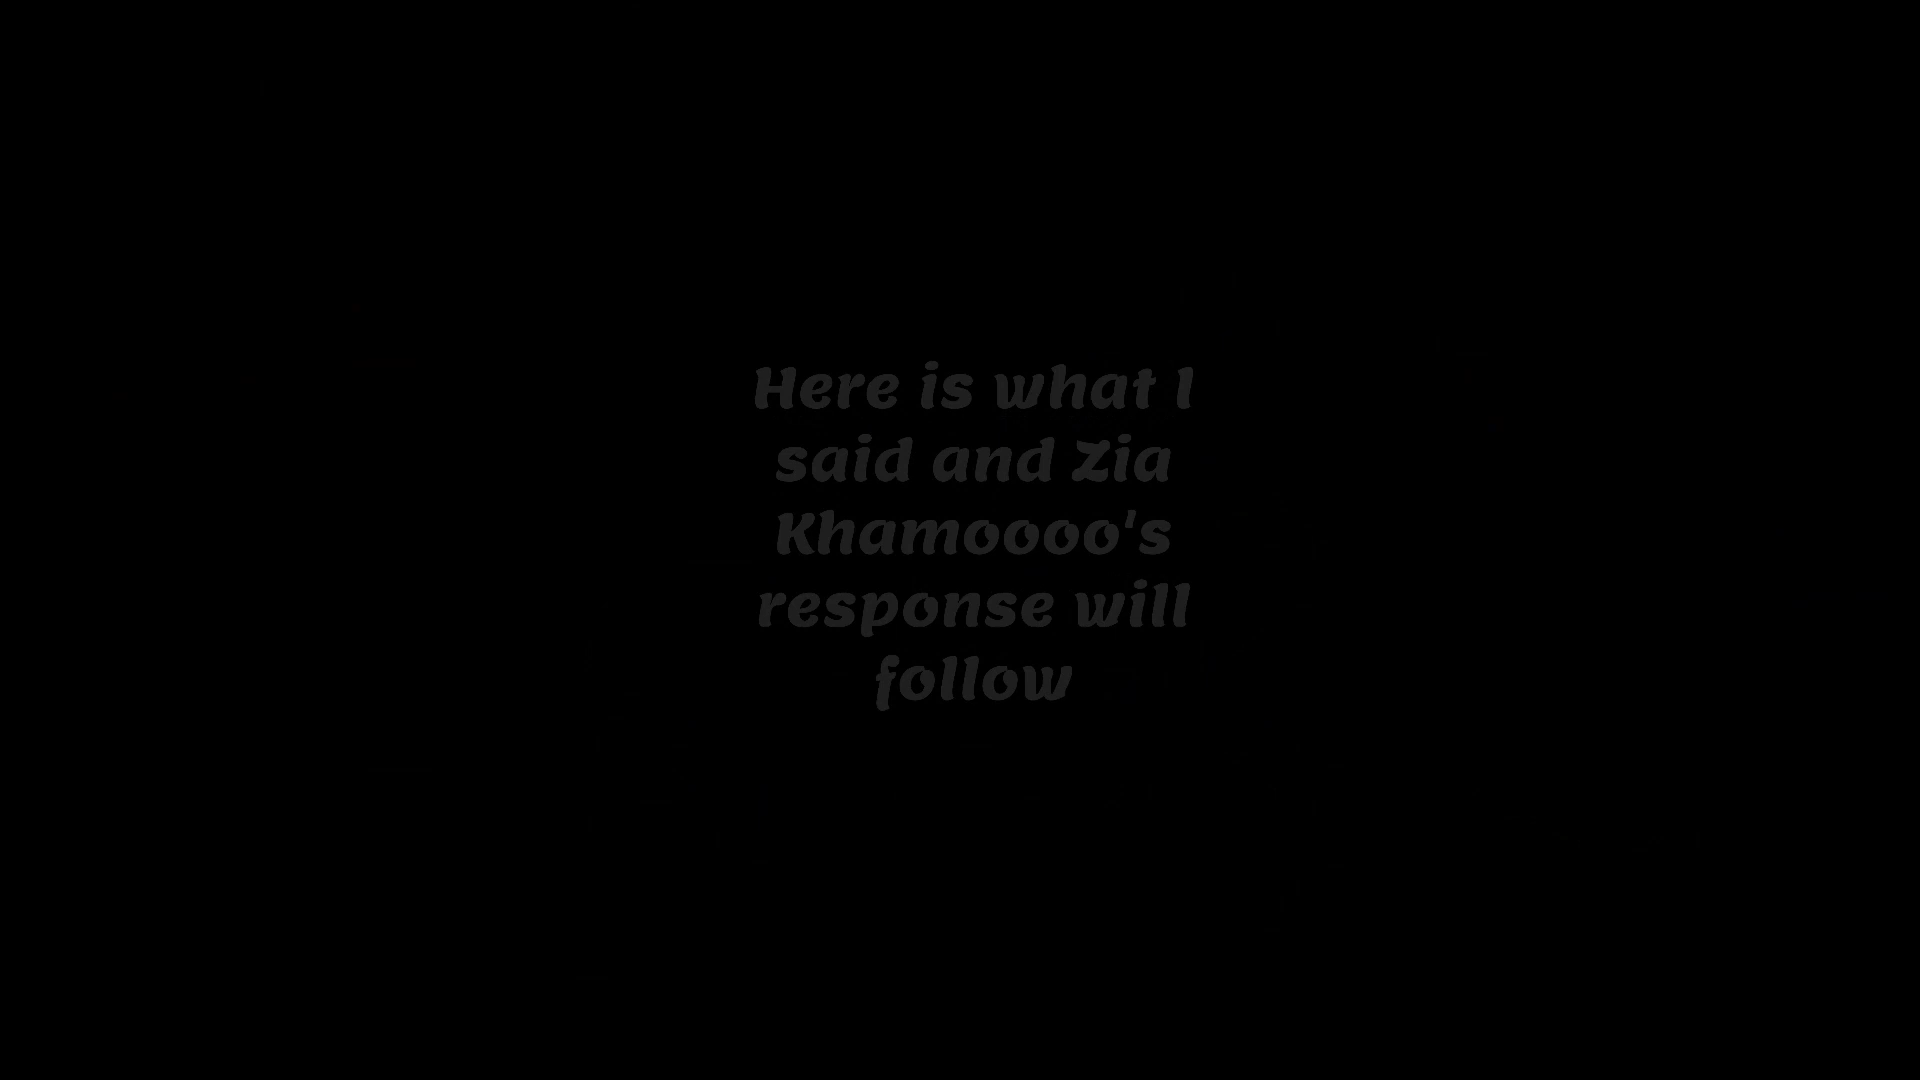 Here is what I
said and Zia
Khamoooo's
response will
follow